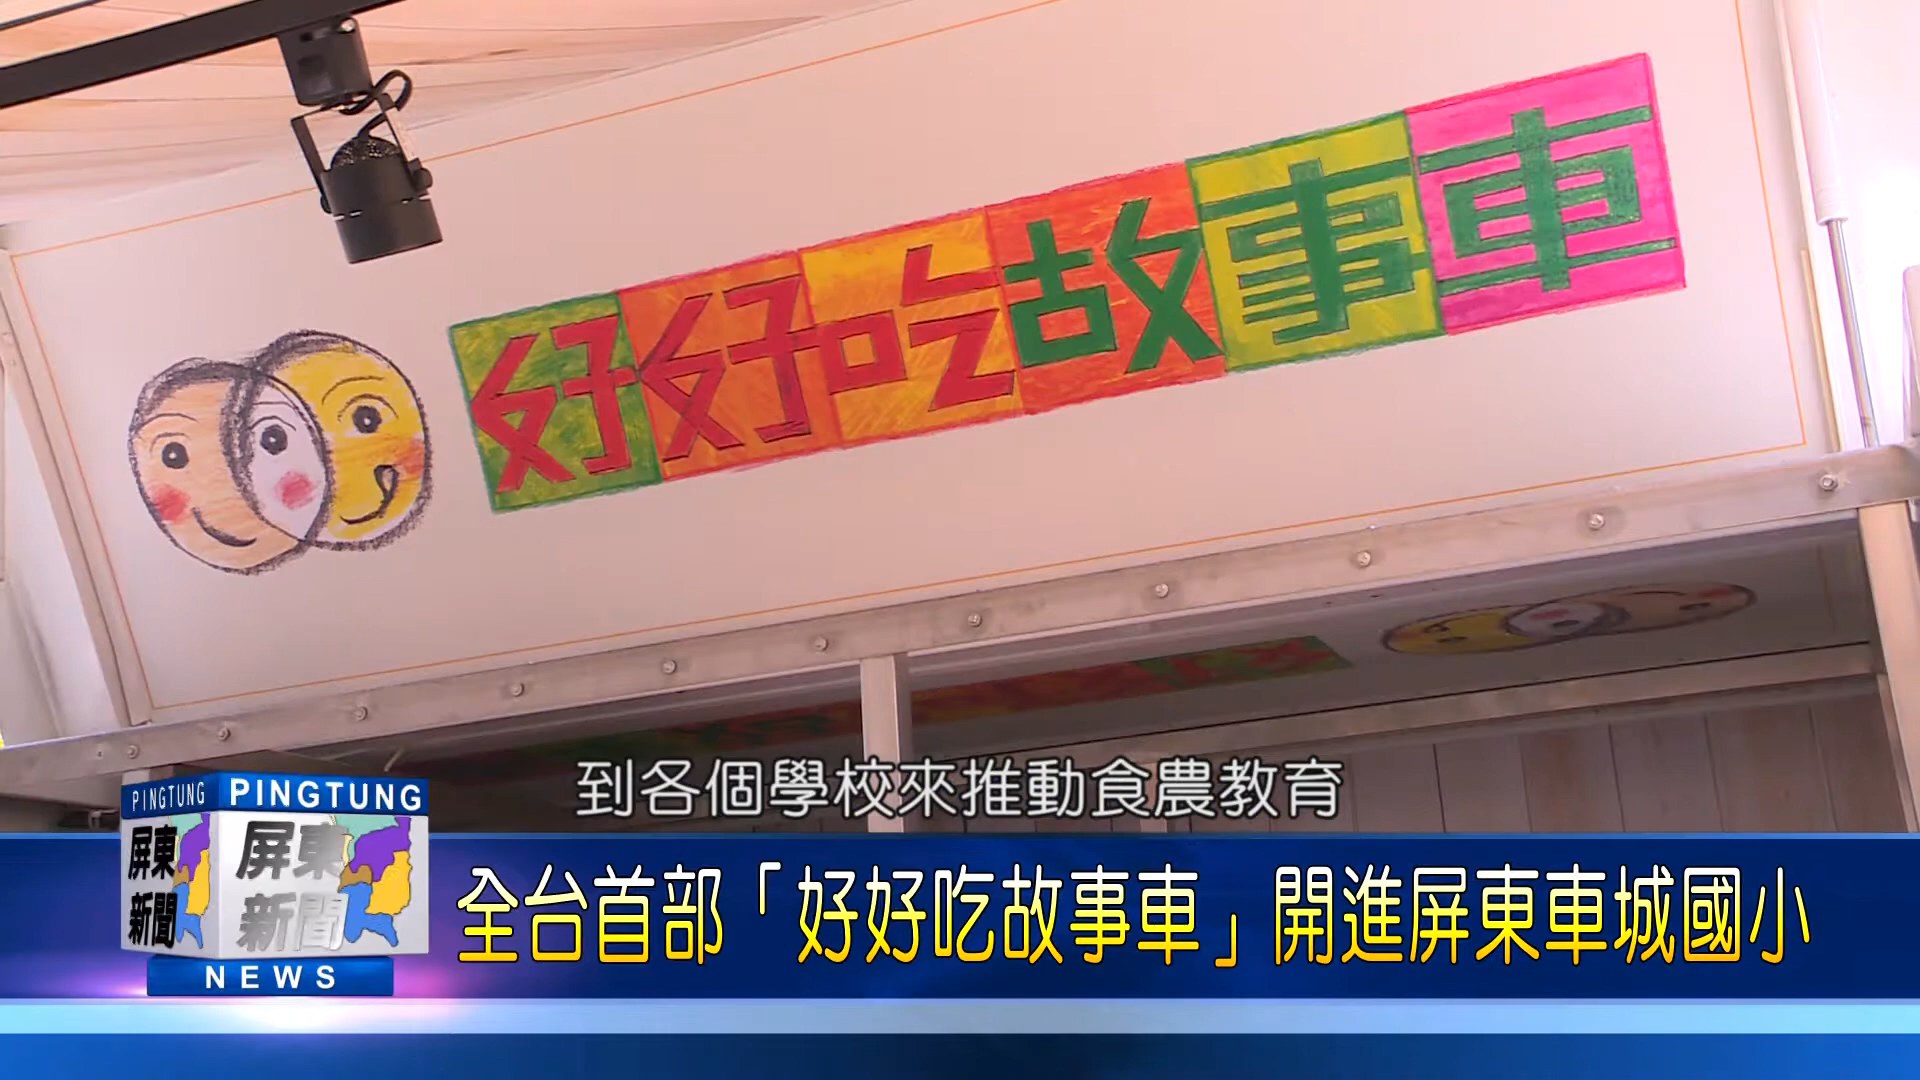 好好吃故事車
到各個學校來推動食農教育
PINGTUNG
PINGTUNG
屏東
新聞
屏東
新聞
NEWS
全台首部「好好吃故事車」開進屏東車城國小